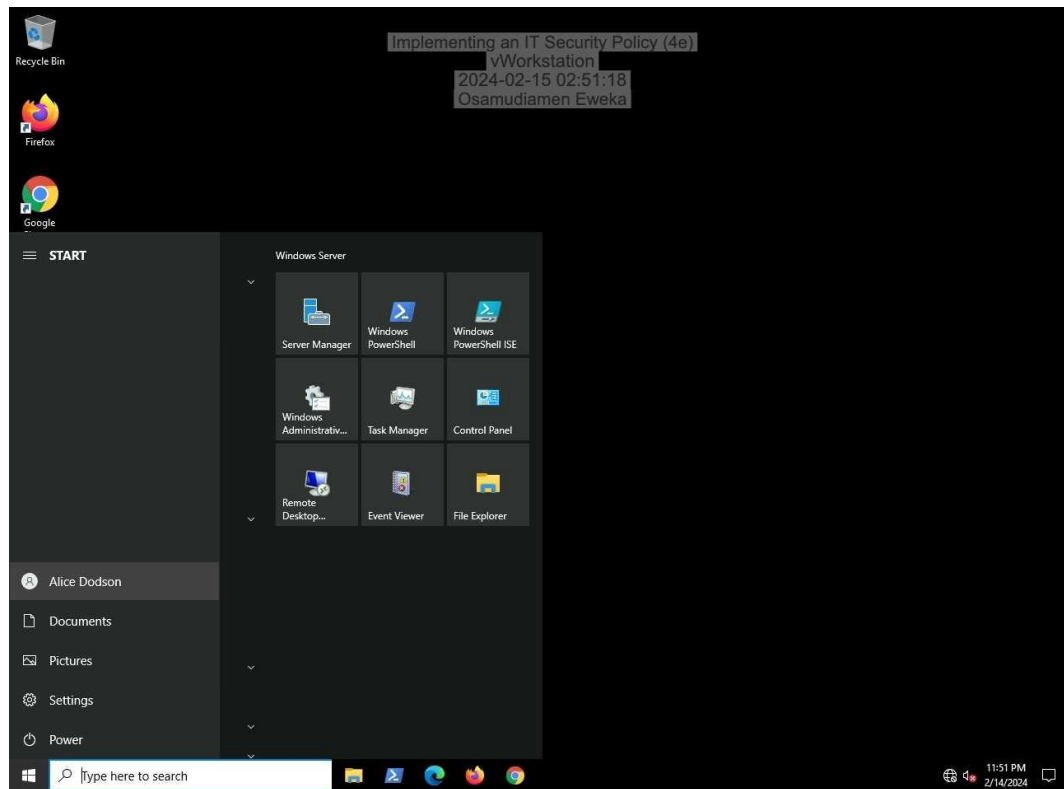 Implementing an IT Security Policy (4e)
vWorkstation
2024-02-15 02:51:18
Osamudiamen Eweka
Recycle Bin
Firefox
Google
START
Windows Server
Server Manager
Windows
PowerShell
Windows
PowerShell ISE
Windows
Administrativ...
Task Manager
Control Panel
Remote
Desktop...
Event Viewer
File Explorer
Alice Dodson
Documents
Pictures
Settings
Power
Type here to search
11:51 PM
2/14/2024